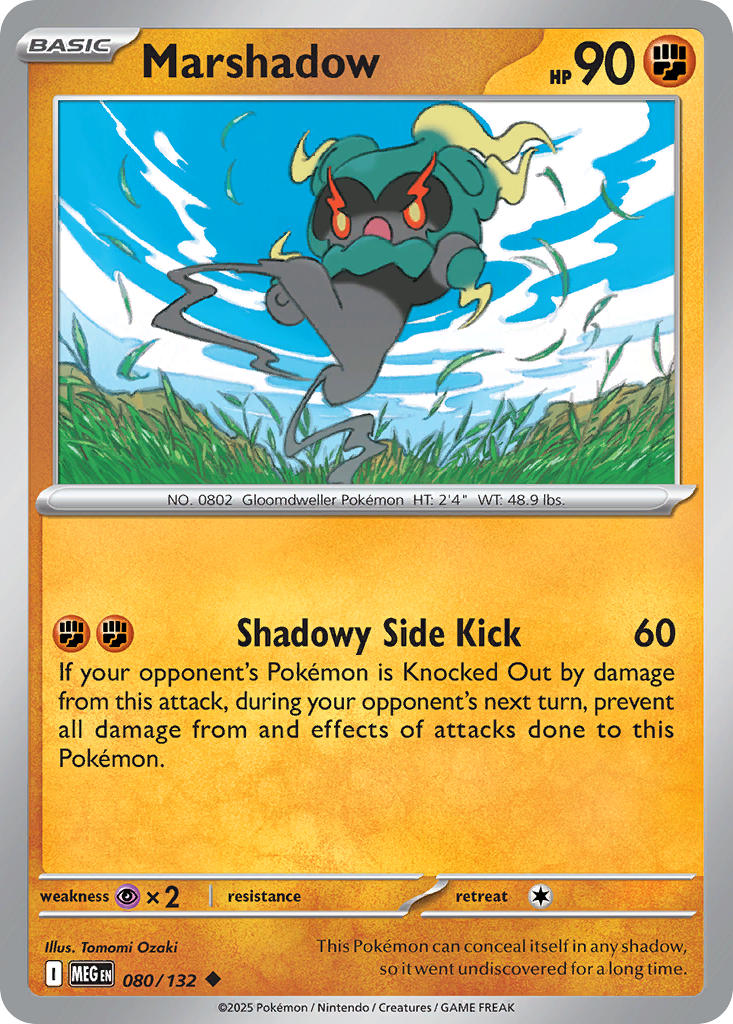 BASIC
Marshadow
HP 90
NO. 0802 Gloomdweller Pokémon HT: 2'4" WT: 48.9 lbs.
Shadowy Side Kick 60
If your opponent's Pokémon is Knocked Out by damage
from this attack, during your opponent's next turn, prevent
all damage from and effects of attacks done to this
Pokémon.
weakness ×2 resistance retreat
Illus. Tomomi Ozaki
This Pokémon can conceal itself in any shadow,
so it went undiscovered for a long time.
I MEG EN 080/132
©2025 Pokémon / Nintendo / Creatures / GAME FREAK